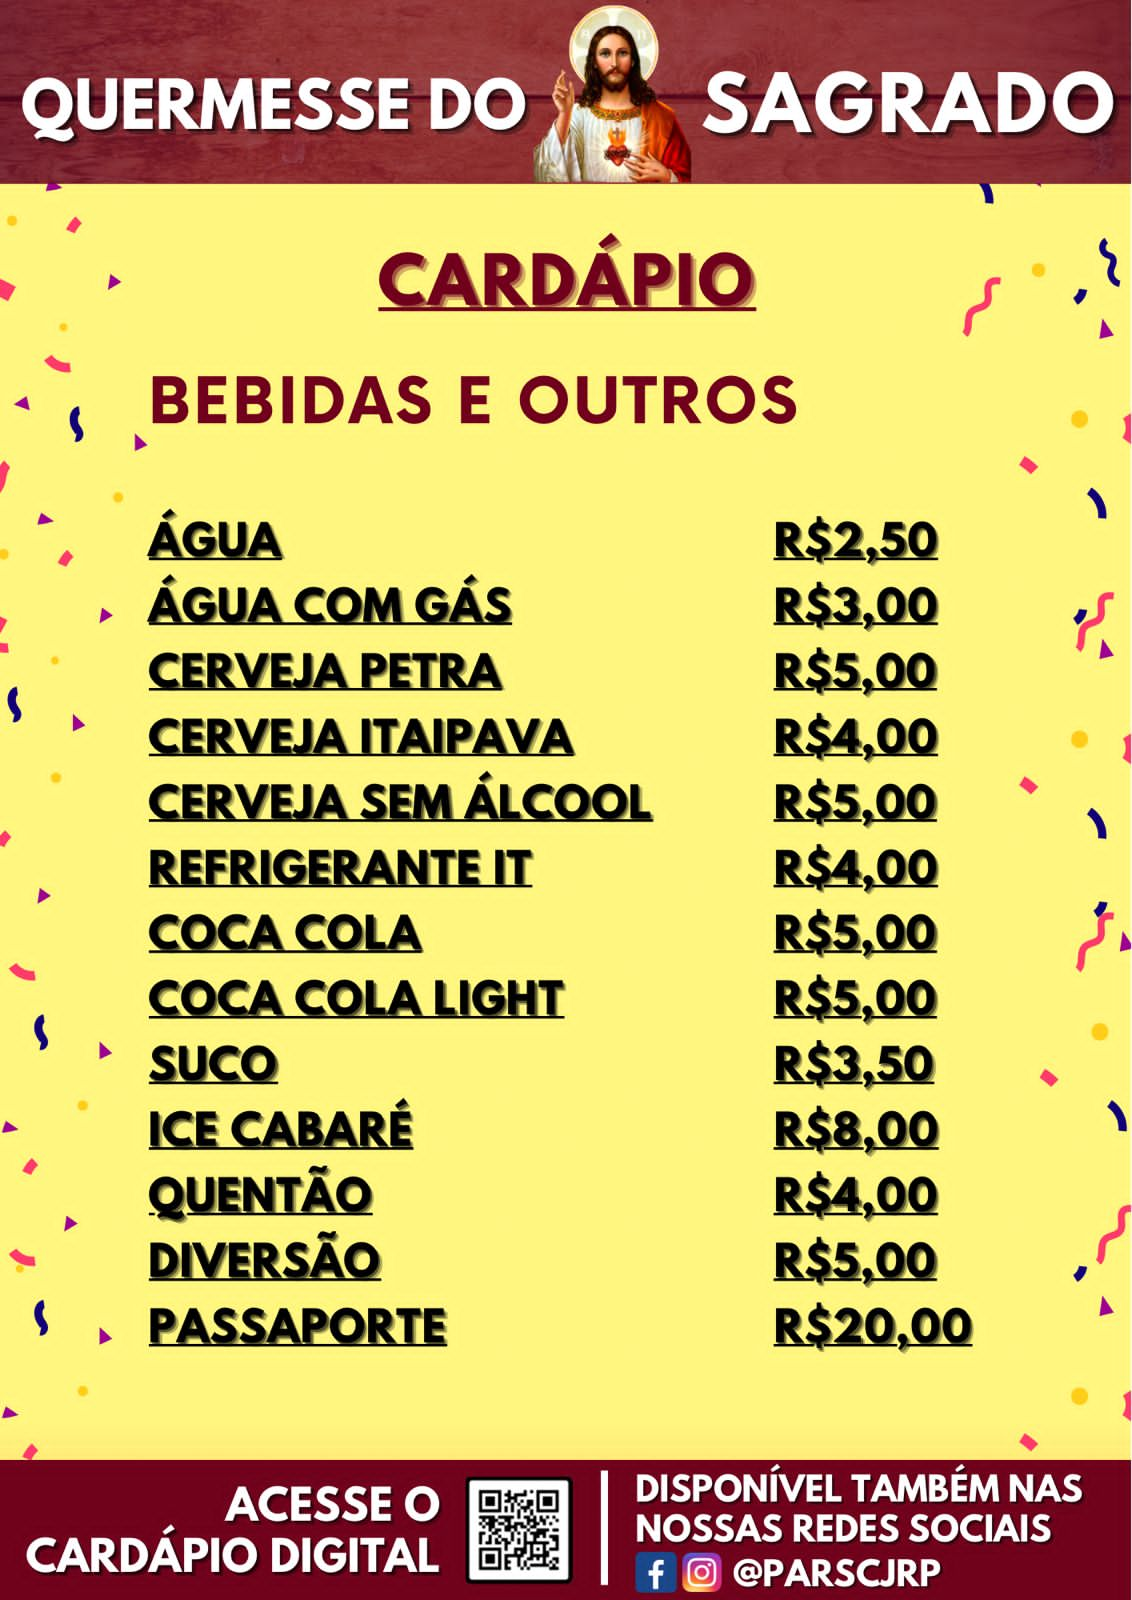 QUERMESSE DO SAGRADO
CARDÁPIO
BEBIDAS E OUTROS
ÁGUA R$2,50
ÁGUA COM GÁS R$3,00
CERVEJA PETRA R$5,00
CERVEJA ITAIPAVA R$4,00
CERVEJA SEM ÁLCOOL R$5,00
REFRIGERANTE IT R$4,00
COCA COLA R$5,00
COCA COLA LIGHT R$5,00
SUCO R$3,50
ICE CABARÉ R$8,00
QUENTÃO R$4,00
DIVERSÃO R$5,00
PASSAPORTE R$20,00
ACESSE O
CARDÁPIO DIGITAL
DISPONÍVEL TAMBÉM NAS
NOSSAS REDES SOCIAIS
@PARSCJRP